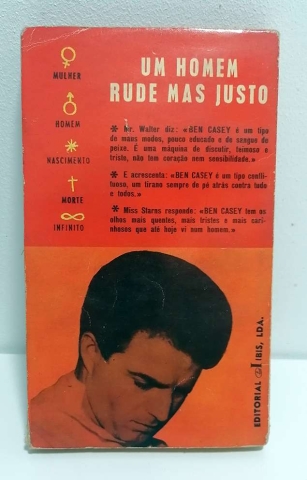 UM HOMEM
RUDE MAS JUSTO
MULHER
HOMEM
NASCIMENTO
MORTE
INFINITO
* Mr. Walter diz: «BEN CASEY é um tipo
de maus modos, pouco educado e de sangue de
peixe. É uma máquina de discutir, teimoso e
triste, não tem coração nem sensibilidade.»
* E acrescenta: «BEN CASEY é um tipo confli-
tuoso, um tirano sempre de pé atrás contra tudo
e todos.»
* Miss Starns responde: «BEN CASEY tem os
olhos mais quentes, mais tristes e mais cari-
nhosos que até hoje vi num homem.»
EDITORIAL IBIS, LDA.